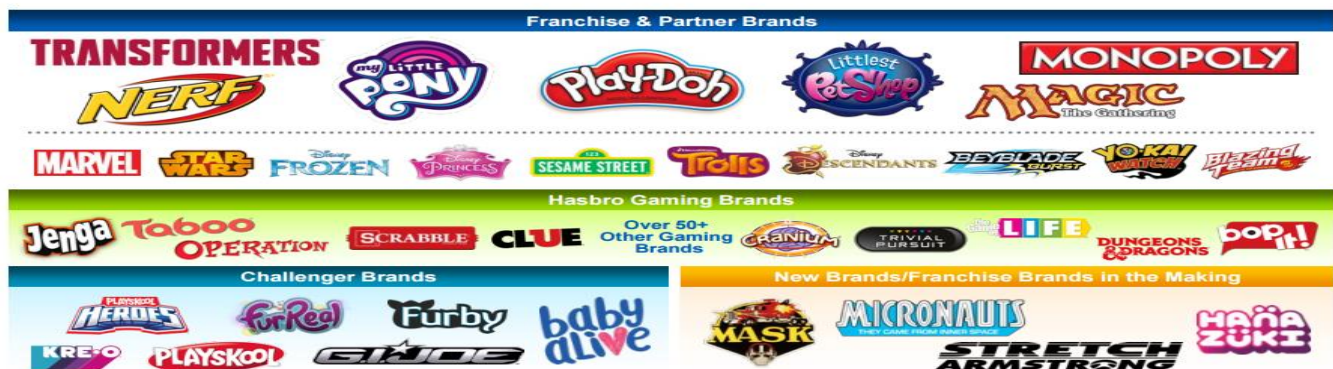 Franchise & Partner Brands
TRANSFORMERS
NERF
my LiTTLE PONY
Play-Doh
Littlest PetShop
MONOPOLY
MAGIC
The Gathering
MARVEL
STAR WARS
Disney FROZEN
Disney PRINCESS
123 SESAME STREET
DreamWorks Trolls
Disney DESCENDANTS
BEYBLADE BURST
YO-KAI WATCH
Blazing Team
Hasbro Gaming Brands
Jenga
Taboo
OPERATION
SCRABBLE
CLUE
Over 50+
Other Gaming
Brands
CRANIUM
TRIVIAL PURSUIT
The Game of LIFE
DUNGEONS & DRAGONS
bop it!
Challenger Brands
PLAYSKOOL HEROES
furReal
Furby
baby alive
KRE-O
PLAYSKOOL
G.I. JOE
New Brands/Franchise Brands in the Making
MASK
MICRONAUTS
THEY CAME FROM INNER SPACE
STRETCH ARMSTRONG
HANAZUKI